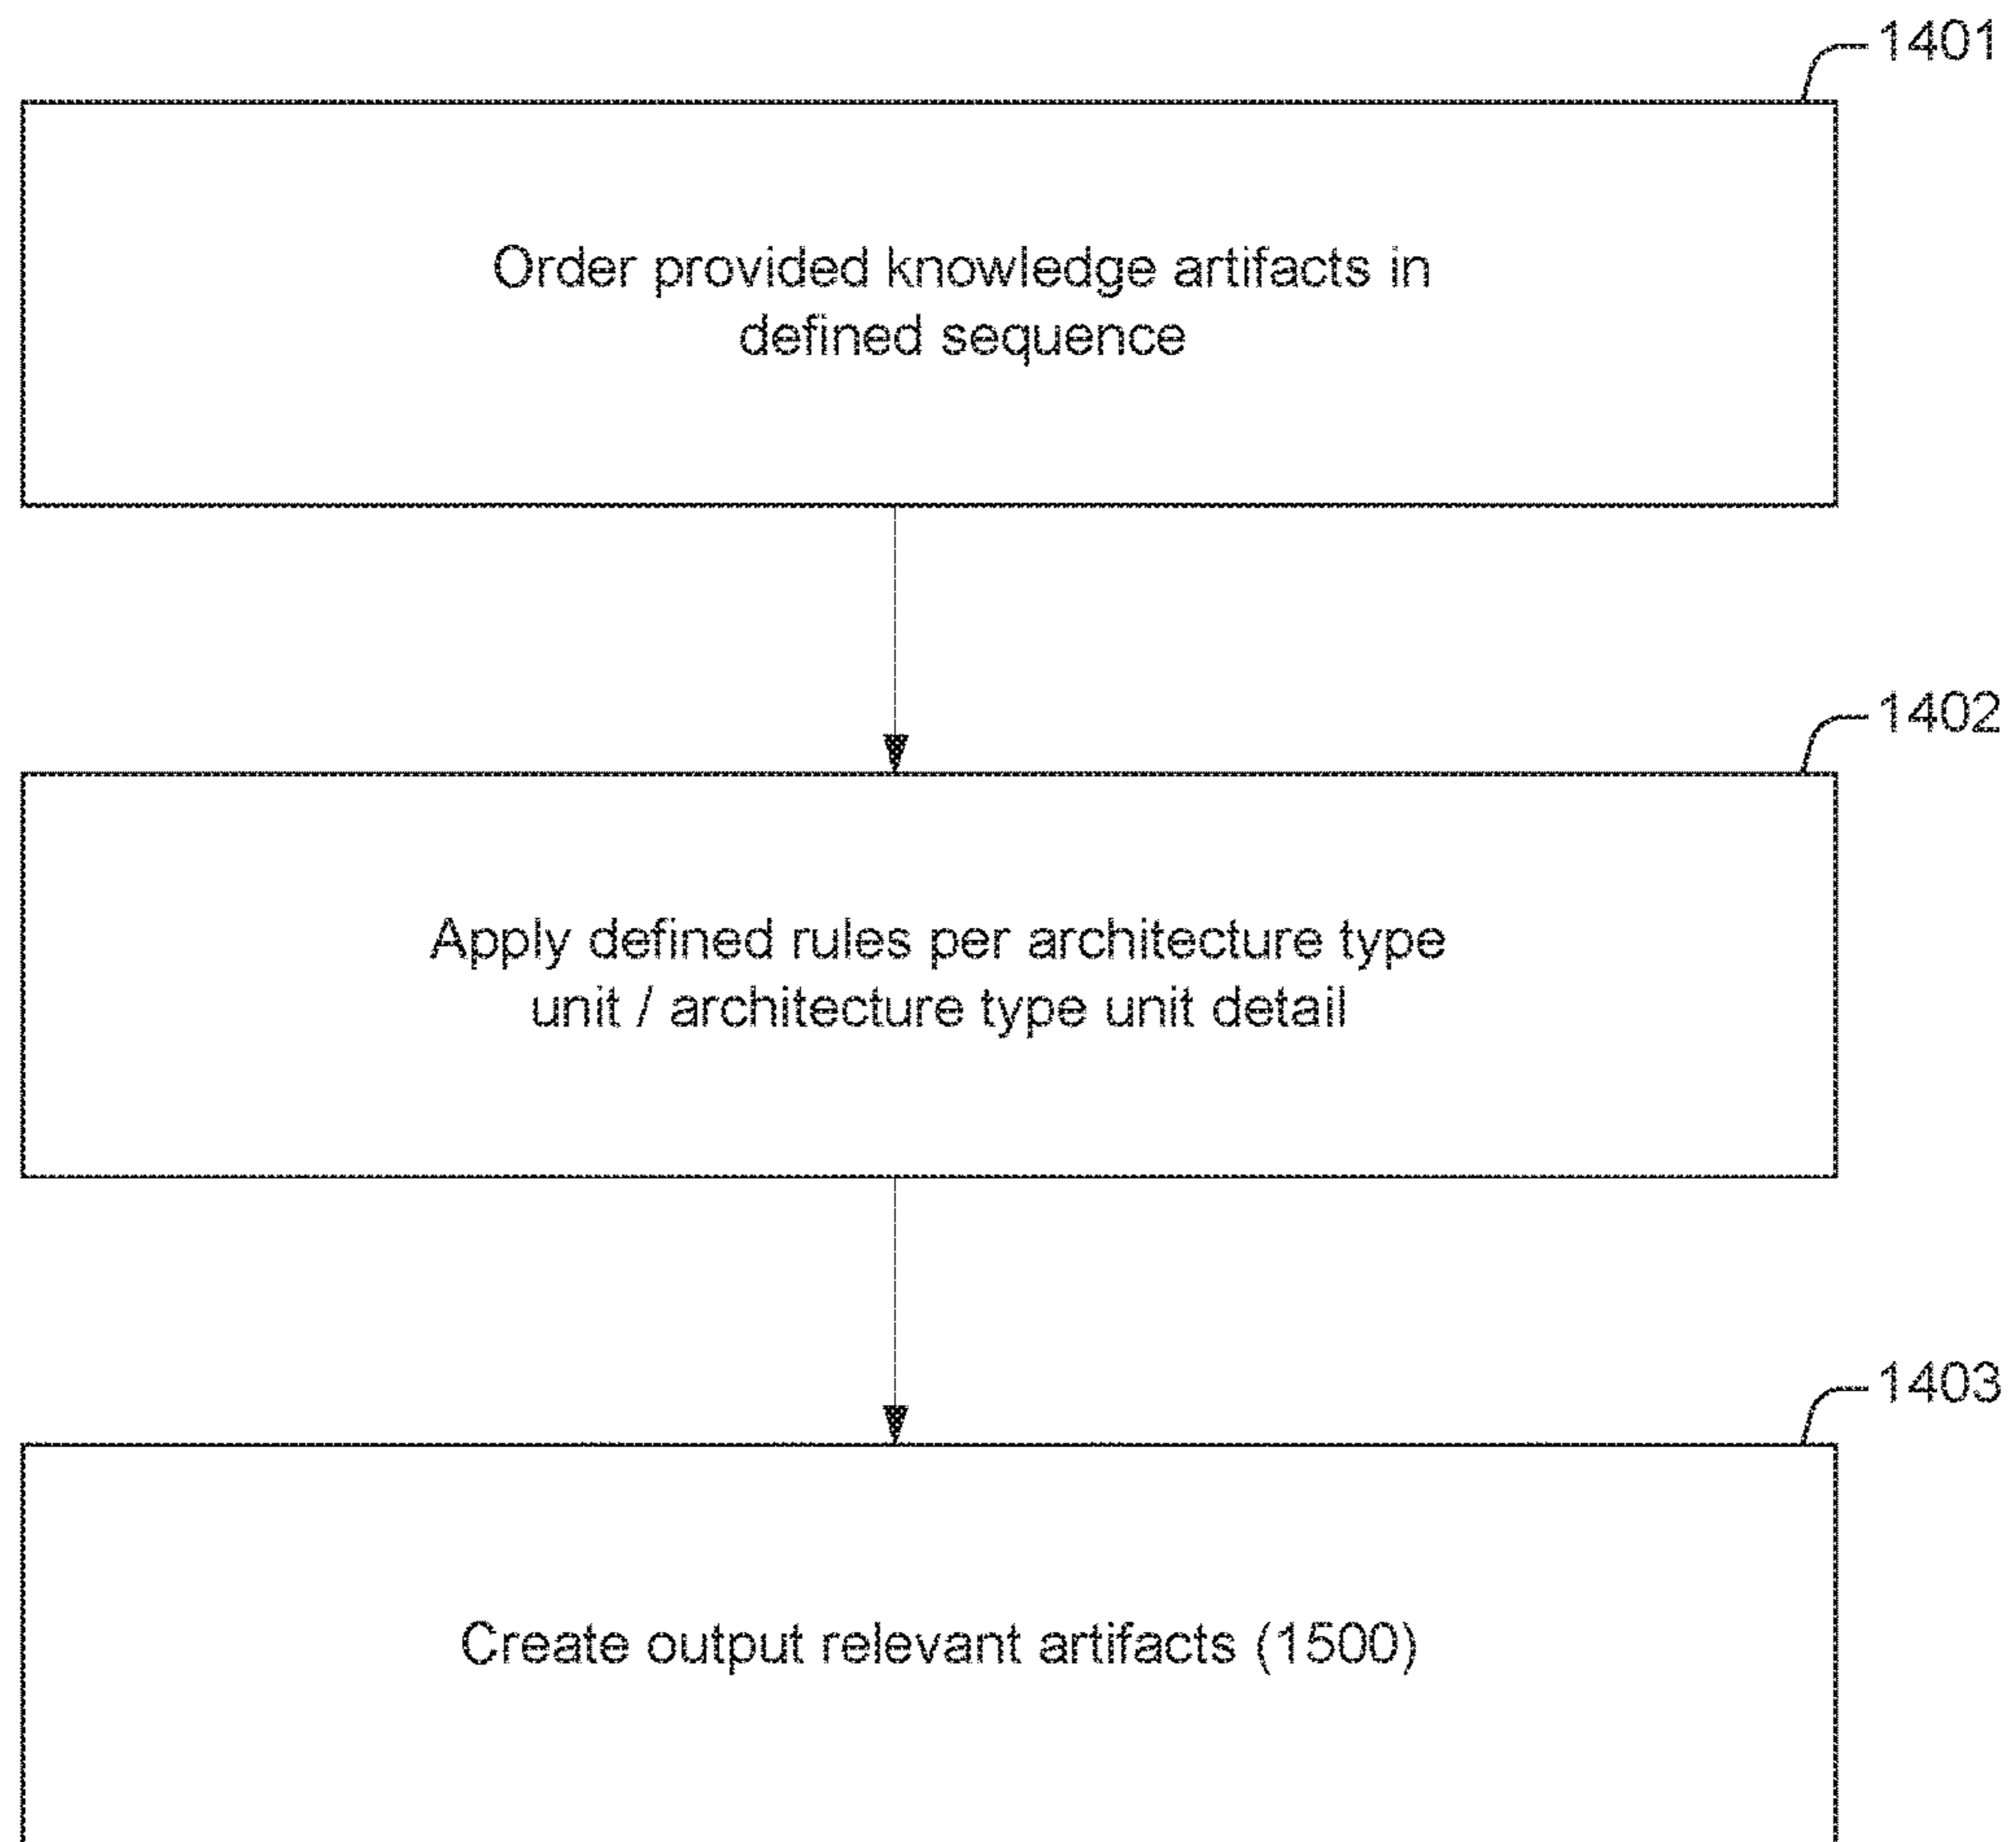 1401
Order provided knowledge artifacts in
defined sequence
1402
Apply defined rules per architecture type
unit / architecture type unit detail
1403
Create output relevant artifacts (1500)